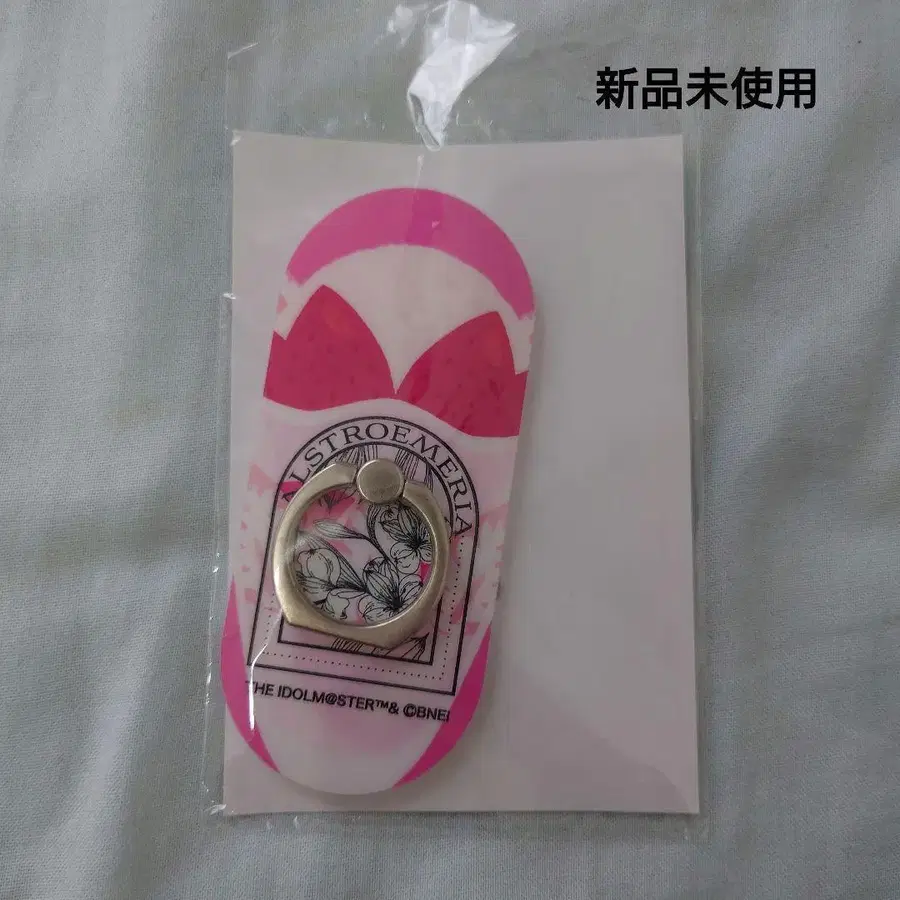 新品未使用
ALSTROEMERIA
THE IDOLM@STER™& ©BNEI